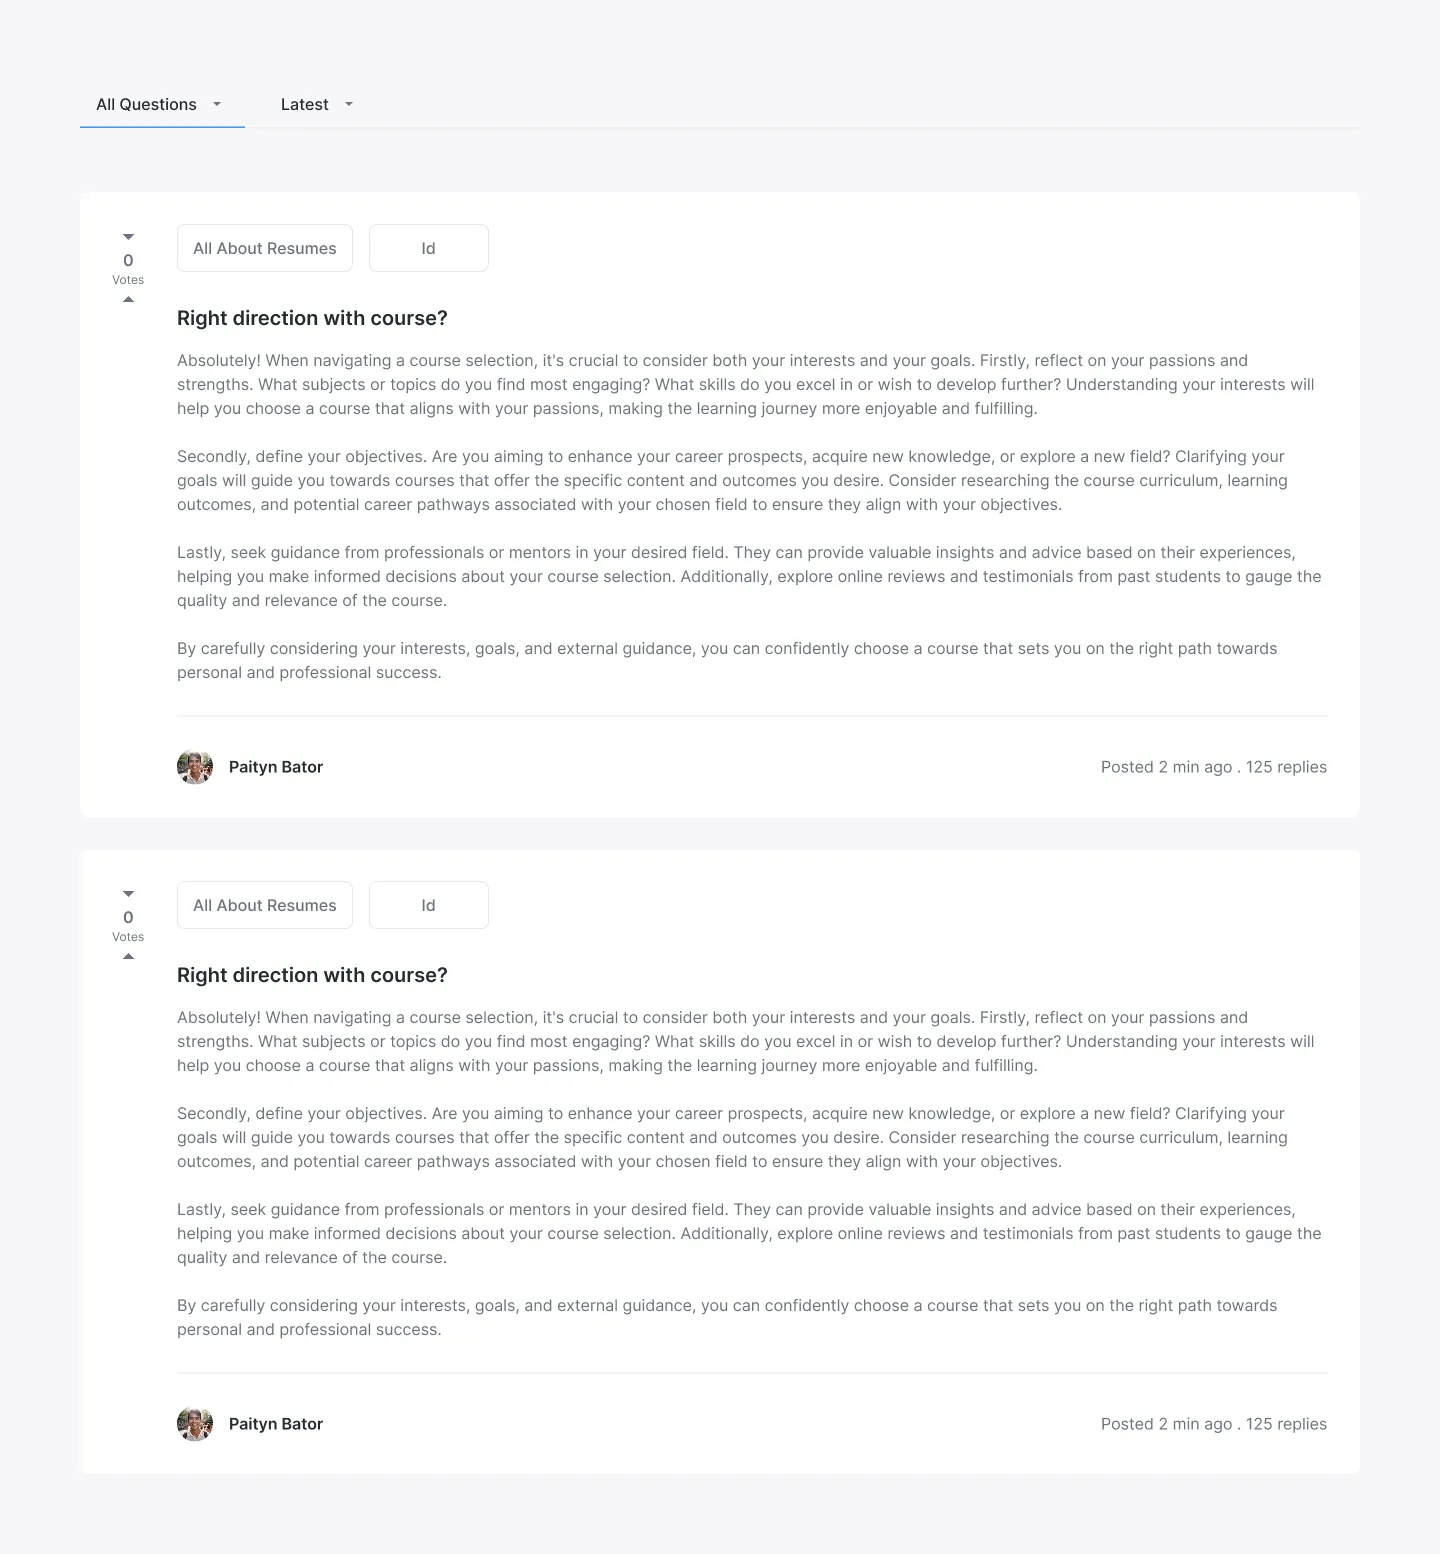 All Questions Latest
All About Resumes Id
0
Votes
Right direction with course?
Absolutely! When navigating a course selection, it's crucial to consider both your interests and your goals. Firstly, reflect on your passions and
strengths. What subjects or topics do you find most engaging? What skills do you excel in or wish to develop further? Understanding your interests will
help you choose a course that aligns with your passions, making the learning journey more enjoyable and fulfilling.
Secondly, define your objectives. Are you aiming to enhance your career prospects, acquire new knowledge, or explore a new field? Clarifying your
goals will guide you towards courses that offer the specific content and outcomes you desire. Consider researching the course curriculum, learning
outcomes, and potential career pathways associated with your chosen field to ensure they align with your objectives.
Lastly, seek guidance from professionals or mentors in your desired field. They can provide valuable insights and advice based on their experiences,
helping you make informed decisions about your course selection. Additionally, explore online reviews and testimonials from past students to gauge the
quality and relevance of the course.
By carefully considering your interests, goals, and external guidance, you can confidently choose a course that sets you on the right path towards
personal and professional success.
Paityn Bator Posted 2 min ago . 125 replies
All About Resumes Id
0
Votes
Right direction with course?
Absolutely! When navigating a course selection, it's crucial to consider both your interests and your goals. Firstly, reflect on your passions and
strengths. What subjects or topics do you find most engaging? What skills do you excel in or wish to develop further? Understanding your interests will
help you choose a course that aligns with your passions, making the learning journey more enjoyable and fulfilling.
Secondly, define your objectives. Are you aiming to enhance your career prospects, acquire new knowledge, or explore a new field? Clarifying your
goals will guide you towards courses that offer the specific content and outcomes you desire. Consider researching the course curriculum, learning
outcomes, and potential career pathways associated with your chosen field to ensure they align with your objectives.
Lastly, seek guidance from professionals or mentors in your desired field. They can provide valuable insights and advice based on their experiences,
helping you make informed decisions about your course selection. Additionally, explore online reviews and testimonials from past students to gauge the
quality and relevance of the course.
By carefully considering your interests, goals, and external guidance, you can confidently choose a course that sets you on the right path towards
personal and professional success.
Paityn Bator Posted 2 min ago . 125 replies